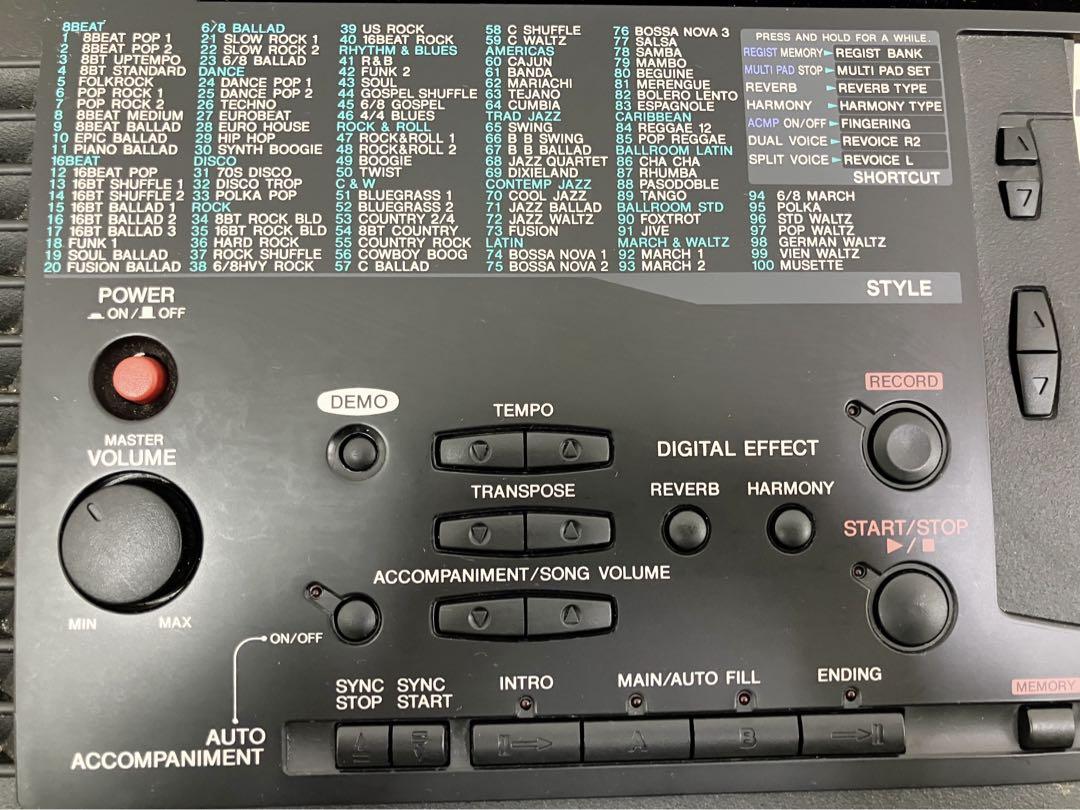 8BEAT
1 8BEAT POP 1
2 8BEAT POP 2
3 8BT UPTEMPO
4 8BT STANDARD
5 FOLKROCK
6 POP ROCK 1
7 POP ROCK 2
8 8BEAT MEDIUM
9 8BEAT BALLAD
10 EPIC BALLAD
11 PIANO BALLAD
16BEAT
12 16BEAT POP
13 16BT SHUFFLE 1
14 16BT SHUFFLE 2
15 16BT BALLAD 1
16 16BT BALLAD 2
17 16BT BALLAD 3
18 FUNK 1
19 SOUL BALLAD
20 FUSION BALLAD
6/8 BALLAD
21 SLOW ROCK 1
22 SLOW ROCK 2
23 6/8 BALLAD
DANCE
24 DANCE POP 1
25 DANCE POP 2
26 TECHNO
27 EUROBEAT
28 EURO HOUSE
29 HIP HOP
30 SYNTH BOOGIE
DISCO
31 70S DISCO
32 DISCO TROP
33 POLKA POP
ROCK
34 8BT ROCK BLD
35 16BT ROCK BLD
36 HARD ROCK
37 ROCK SHUFFLE
38 6/8HVY ROCK
39 US ROCK
40 16BEAT ROCK
RHYTHM & BLUES
41 R&B
42 FUNK 2
43 SOUL
44 GOSPEL SHUFFLE
45 6/8 GOSPEL
46 4/4 BLUES
ROCK & ROLL
47 ROCK&ROLL 1
48 ROCK&ROLL 2
49 BOOGIE
50 TWIST
C & W
51 BLUEGRASS 1
52 BLUEGRASS 2
53 COUNTRY 2/4
54 8BT COUNTRY
55 COUNTRY ROCK
56 COWBOY BOOG
57 C BALLAD
58 C SHUFFLE
59 C WALTZ
AMERICAS
60 CAJUN
61 BANDA
62 MARIACHI
63 TEJANO
64 CUMBIA
TRAD JAZZ
65 SWING
66 B B SWING
67 B B BALLAD
68 JAZZ QUARTET
69 DIXIELAND
CONTEMP JAZZ
70 COOL JAZZ
71 JAZZ BALLAD
72 JAZZ WALTZ
73 FUSION
LATIN
74 BOSSA NOVA 1
75 BOSSA NOVA 2
76 BOSSA NOVA 3
77 SALSA
78 SAMBA
79 MAMBO
80 BEGUINE
81 MERENGUE
82 BOLERO LENTO
83 ESPAGNOLE
CARIBBEAN
84 REGGAE 12
85 POP REGGAE
BALLROOM LATIN
86 CHA CHA
87 RHUMBA
88 PASODOBLE
89 TANGO
BALLROOM STD
90 FOXTROT
91 JIVE
MARCH & WALTZ
92 MARCH 1
93 MARCH 2
94 6/8 MARCH
95 POLKA
96 STD WALTZ
97 POP WALTZ
98 GERMAN WALTZ
99 VIEN WALTZ
100 MUSETTE
PRESS AND HOLD FOR A WHILE.
REGIST MEMORY► REGIST BANK
MULTI PAD STOP► MULTI PAD SET
REVERB ► REVERB TYPE
HARMONY ► HARMONY TYPE
ACMP ON/OFF► FINGERING
DUAL VOICE► REVOICE R2
SPLIT VOICE► REVOICE L
SHORTCUT
STYLE
POWER
ON / OFF
MASTER
VOLUME
MIN MAX
DEMO
TEMPO
TRANSPOSE
ACCOMPANIMENT/SONG VOLUME
DIGITAL EFFECT
REVERB HARMONY
RECORD
START/STOP
►/■
ON/OFF
AUTO
ACCOMPANIMENT
SYNC
STOP
SYNC
START
INTRO
MAIN/AUTO FILL
ENDING
A
B
MEMORY